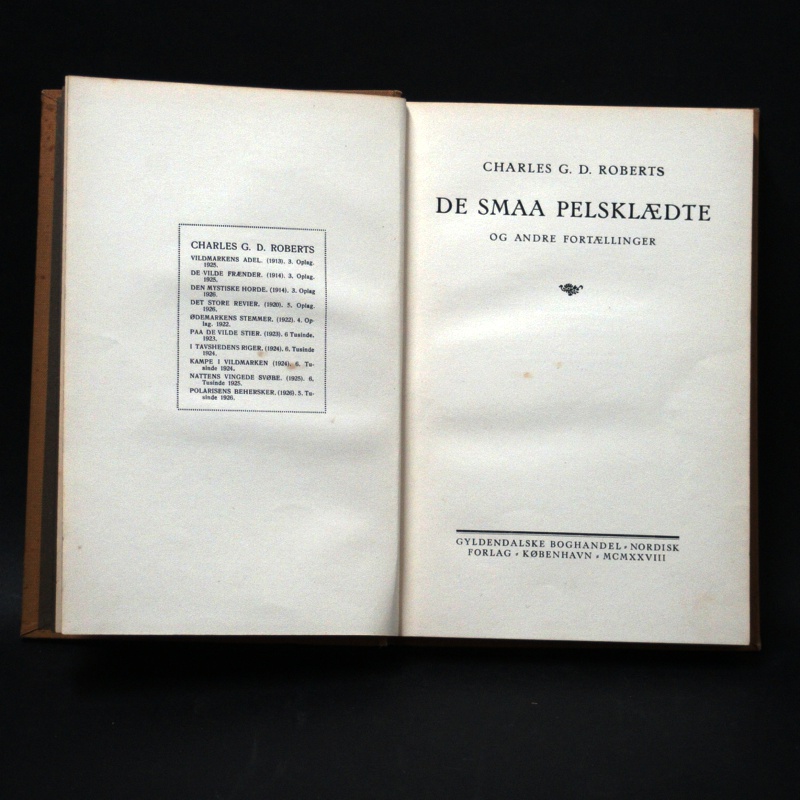 CHARLES G. D. ROBERTS
VILDMARKENS ADEL. (1913). 3. Oplag.
1925.
DE VILDE FRÆNDER. (1914). 3. Oplag.
1925.
DEN MYSTISKE HORDE. (1914). 3. Oplag
1926.
DET STORE REVIER. (1920). 5. Oplag.
1926.
ØDEMARKENS STEMMER. (1922). 4. Op-
lag. 1922.
PAA DE VILDE STIER. (1923). 6 Tusinde.
1923.
I TAVSHEDENS RIGER. (1924). 6. Tusinde
1924.
KAMPE I VILDMARKEN (1924). 6. Tu-
sinde 1924.
NATTENS VINGEDE SVØBE. (1925). 6.
Tusinde 1925.
POLARISENS BEHERSKER. (1926). 5. Tu-
sinde 1926.
CHARLES G. D. ROBERTS
DE SMAA PELSKLÆDTE
OG ANDRE FORTÆLLINGER
GYLDENDALSKE BOGHANDEL · NORDISK
FORLAG · KØBENHAVN · MCMXXVIII